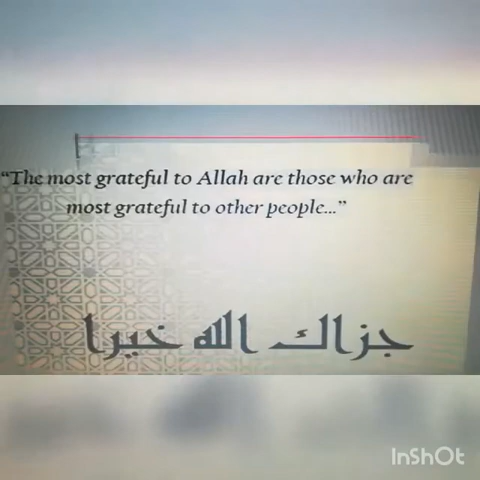 “The most grateful to Allah are those who are
most grateful to other people...”
جزاك الله خيرا
InShOt